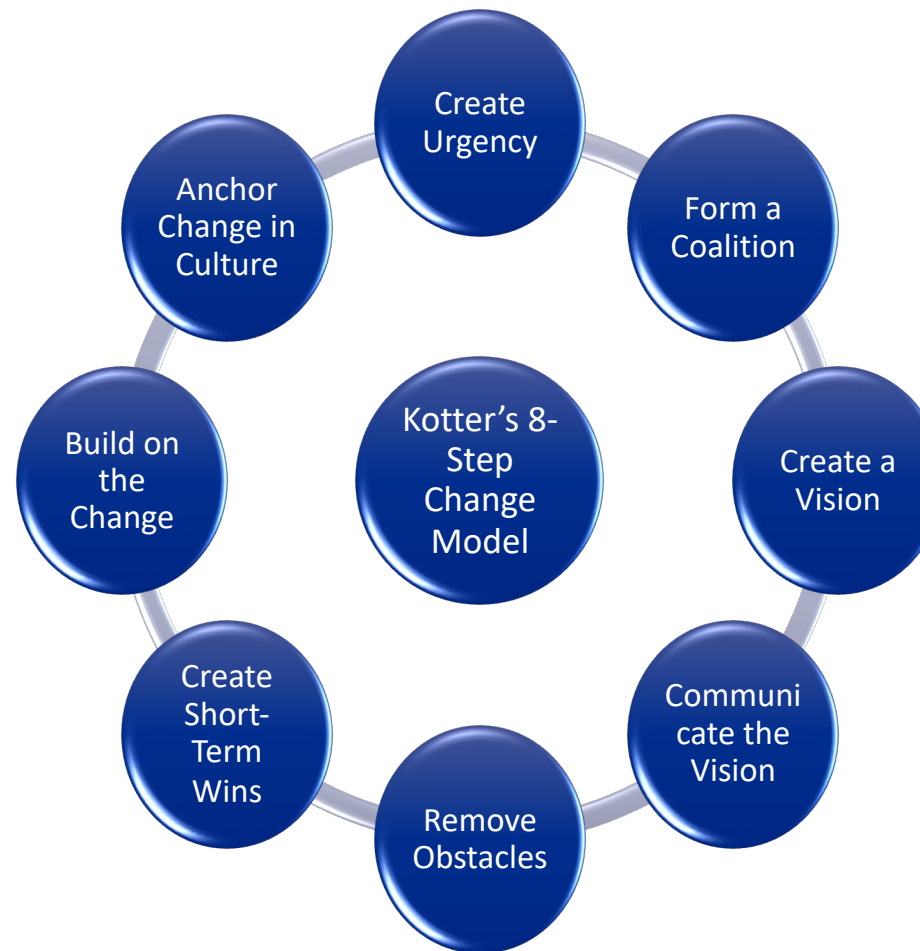 Create
Urgency
Form a
Coalition
Create a
Vision
Communi
cate the
Vision
Remove
Obstacles
Create
Short-
Term
Wins
Build on
the
Change
Anchor
Change in
Culture
Kotter’s 8-
Step
Change
Model